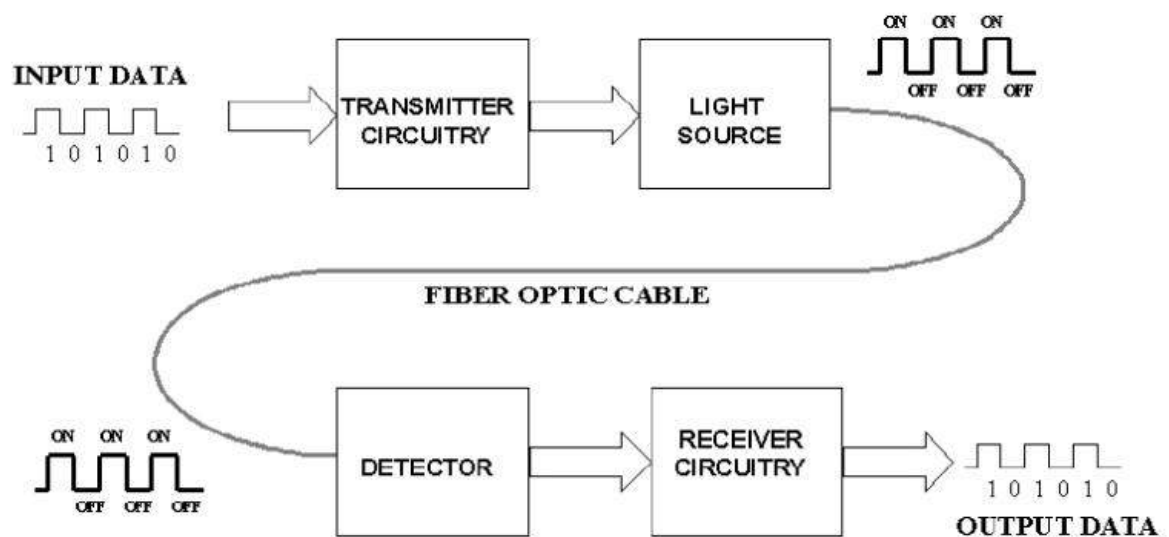 ON ON ON
OFF OFF OFF
INPUT DATA
1 0 1 0 1 0
TRANSMITTER
CIRCUITRY
LIGHT
SOURCE
FIBER OPTIC CABLE
ON ON ON
OFF OFF OFF
DETECTOR
RECEIVER
CIRCUITRY
1 0 1 0 1 0
OUTPUT DATA